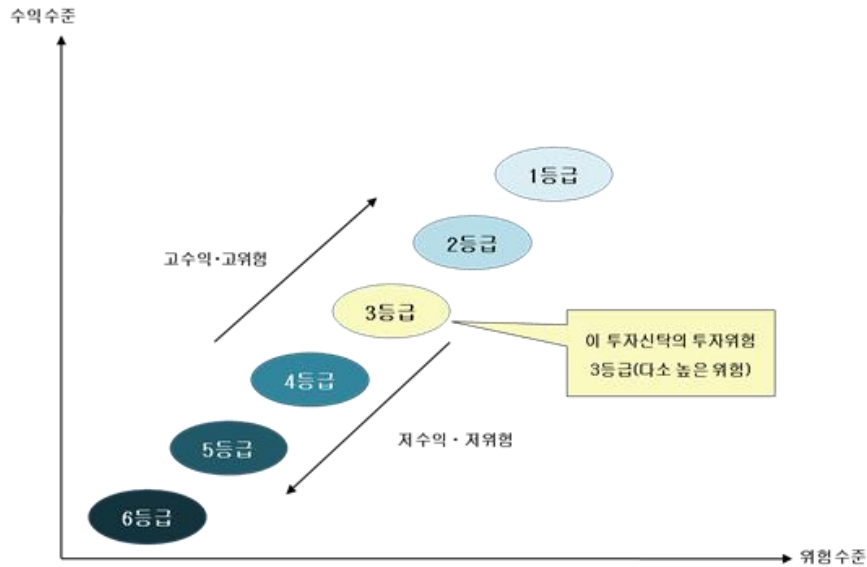 수익수준
1등급
2등급
고수익·고위험
3등급
이 투자신탁의 투자위험
3등급(다소 높은 위험)
4등급
저수익·저위험
5등급
6등급
위험수준